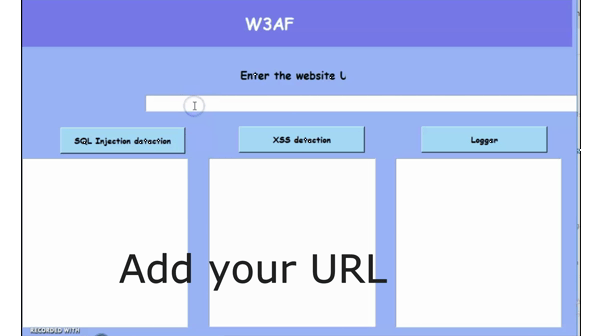 W3AF
Enter the website U
SQL Injection detection
XSS detection
Logger
Add your URL
RECORDED WITH